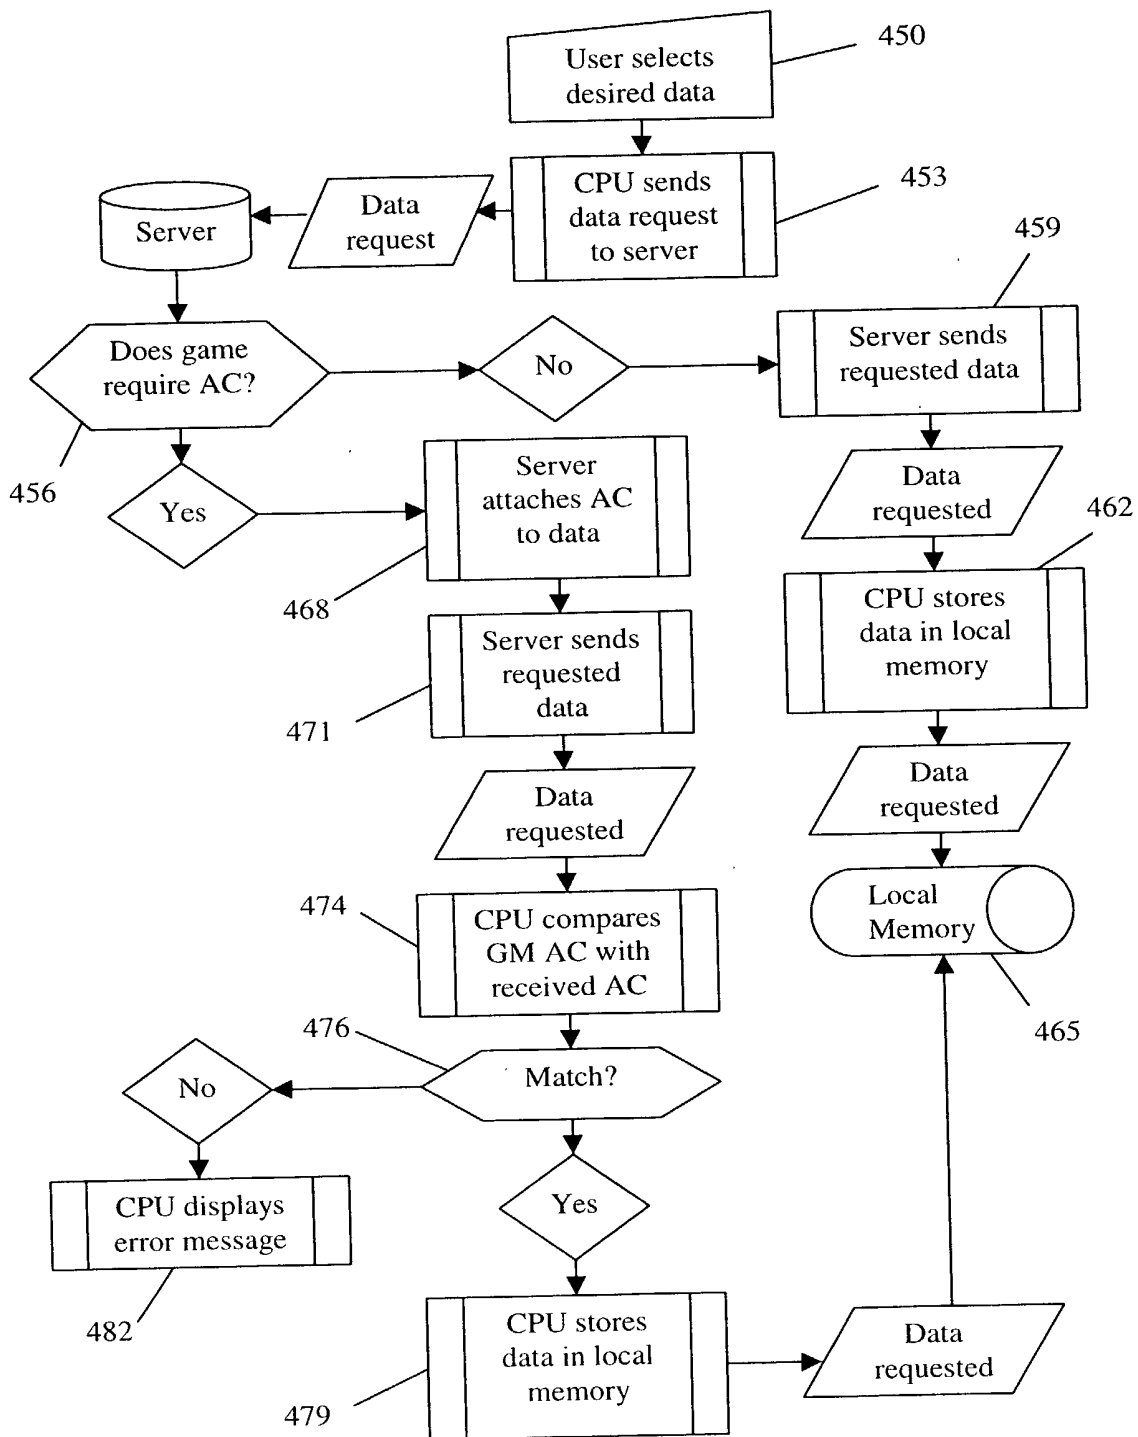 450
User selects
desired data
CPU sends
data request
to server
453
Data
request
Server
459
Does game
require AC?
No
Server sends
requested data
456
Yes
Server
attaches AC
to data
468
Data
requested
462
CPU stores
data in local
memory
Server sends
requested
data
471
Data
requested
Data
requested
474
CPU compares
GM AC with
received AC
Local
Memory
465
476
Match?
No
Yes
CPU displays
error message
482
CPU stores
data in local
memory
479
Data
requested